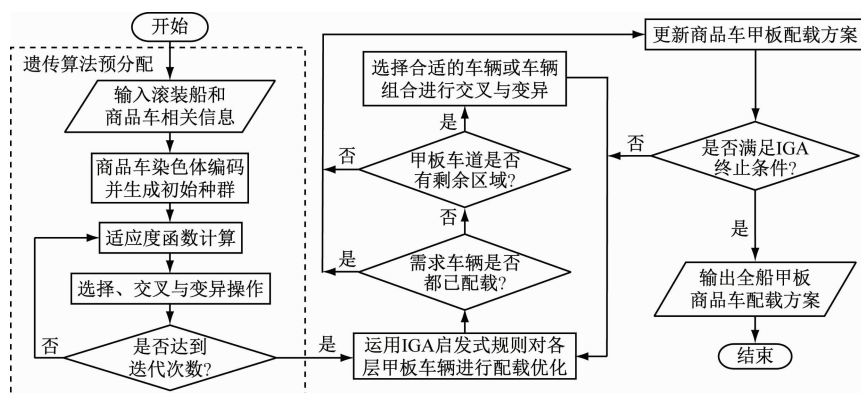 开始
遗传算法预分配
输入滚装船和
商品车相关信息
商品车染色体编码
并生成初始种群
适应度函数计算
选择、交叉与变异操作
是否达到
迭代次数?
否
是
运用IGA启发式规则对各
层甲板车辆进行配载优化
需求车辆是否
都已配载?
是
否
甲板车道是否
有剩余区域?
否
是
选择合适的车辆或车辆
组合进行交叉与变异
更新商品车甲板配载方案
是否满足IGA
终止条件?
否
是
输出全船甲板
商品车配载方案
结束